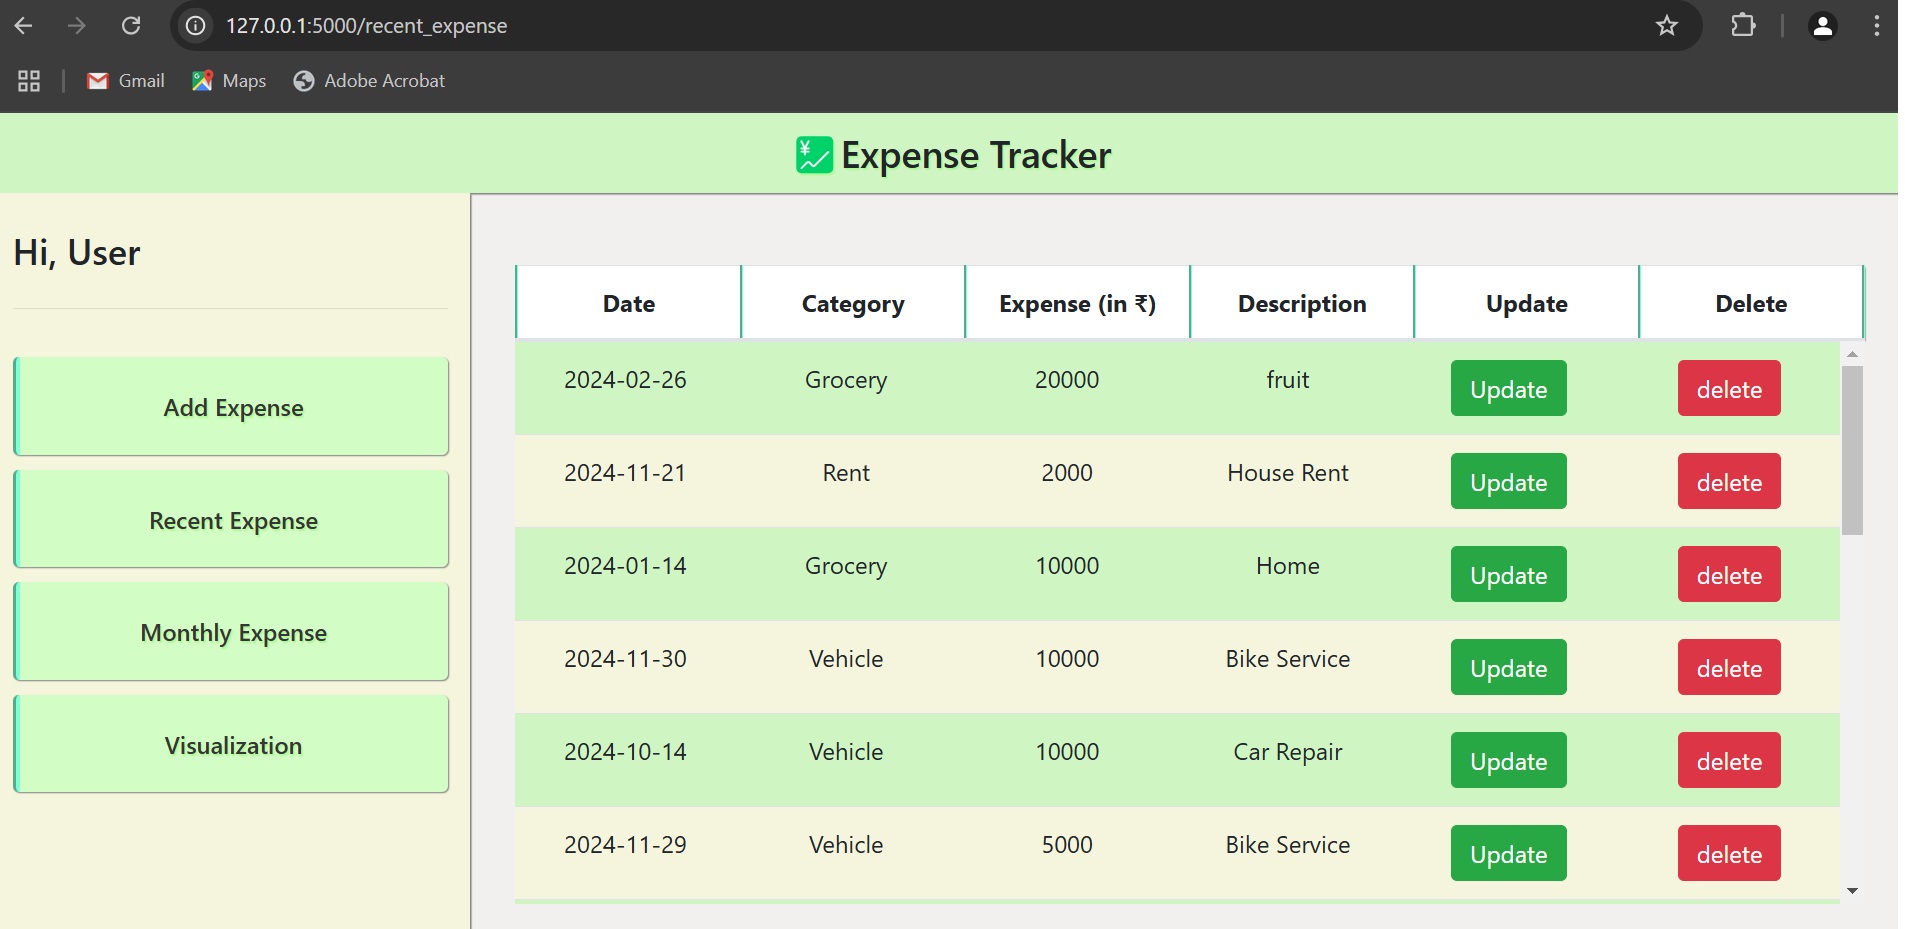 127.0.0.1:5000/recent_expense
Gmail Maps Adobe Acrobat
¥ Expense Tracker
Hi, User
Add Expense
Recent Expense
Monthly Expense
Visualization
Date Category Expense (in ₹) Description Update Delete
2024-02-26 Grocery 20000 fruit Update delete
2024-11-21 Rent 2000 House Rent Update delete
2024-01-14 Grocery 10000 Home Update delete
2024-11-30 Vehicle 10000 Bike Service Update delete
2024-10-14 Vehicle 10000 Car Repair Update delete
2024-11-29 Vehicle 5000 Bike Service Update delete